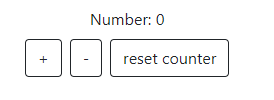 Number: 0
+ - reset counter